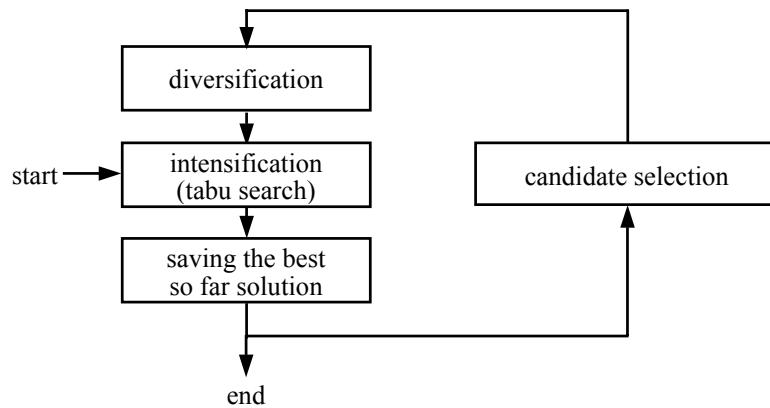 diversification
start
intensification
(tabu search)
candidate selection
saving the best
so far solution
end